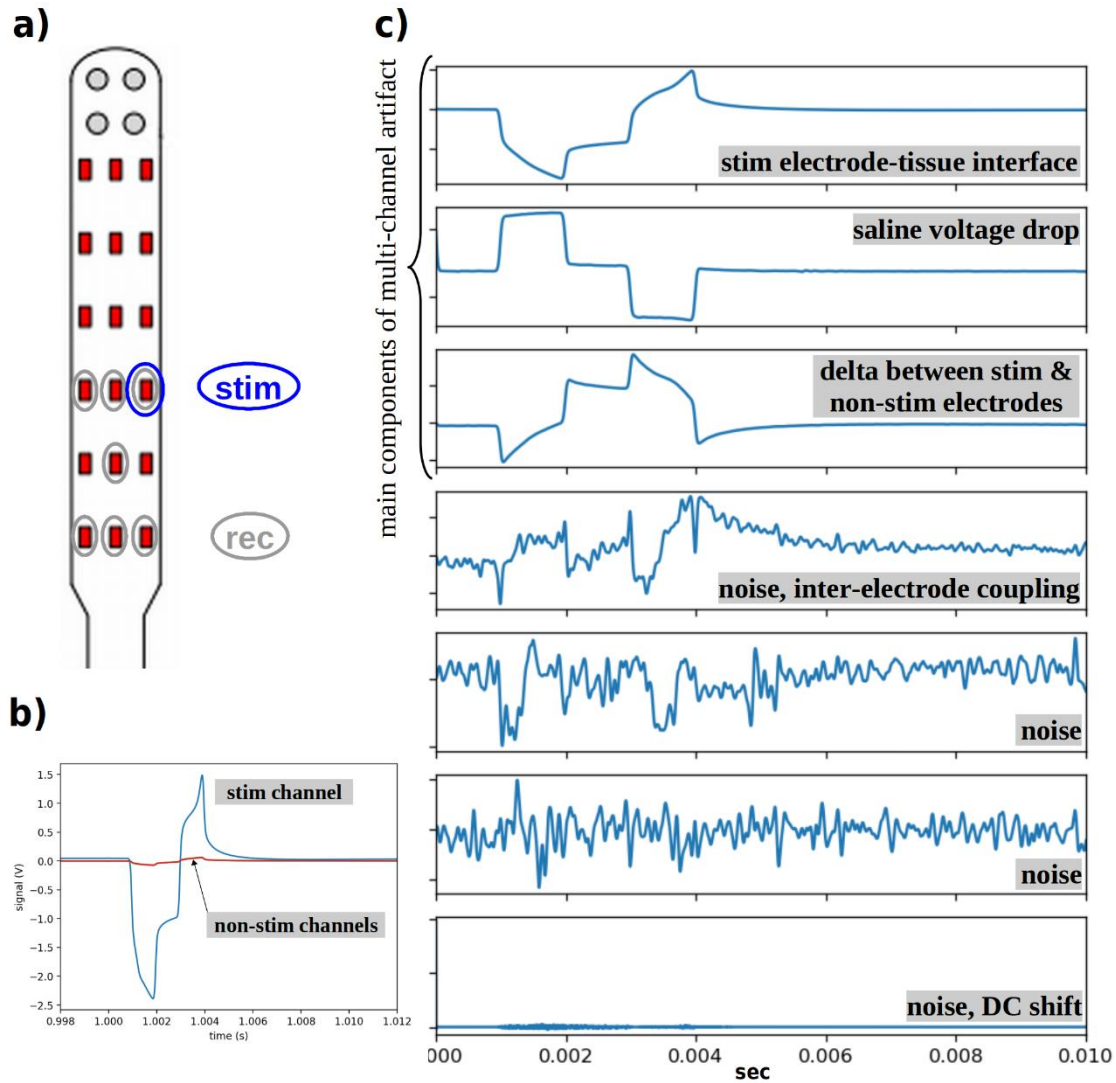 a)
stim
rec
b)
1.5
1.0
0.5
0.0
−0.5
−1.0
−1.5
−2.0
−2.5
signal (V)
stim channel
non-stim channels
0.998
1.000
1.002
1.004
1.006
1.008
1.010
1.012
time (s)
c)
main components of multi-channel artifact
stim electrode-tissue interface
saline voltage drop
delta between stim &
non-stim electrodes
noise, inter-electrode coupling
noise
noise
noise, DC shift
000
0.002
0.004
0.006
0.008
0.010
sec